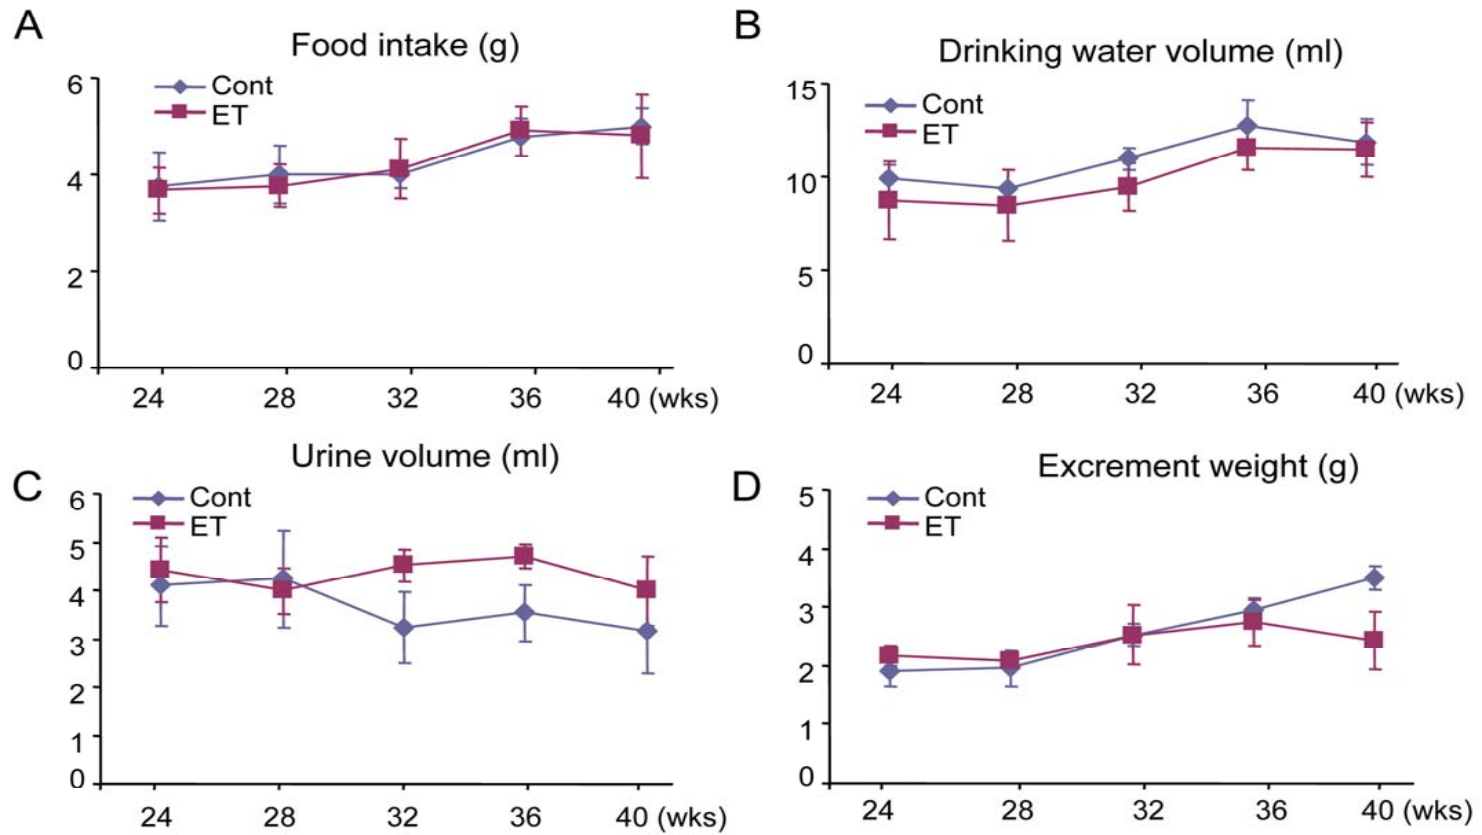 A
Food intake (g)
Cont
ET
6
4
2
0
24 28 32 36 40 (wks)
B
Drinking water volume (ml)
Cont
ET
15
10
5
0
24 28 32 36 40 (wks)
C
Urine volume (ml)
Cont
ET
6
5
4
3
2
1
0
24 28 32 36 40 (wks)
D
Excrement weight (g)
Cont
ET
5
4
3
2
1
0
24 28 32 36 40 (wks)